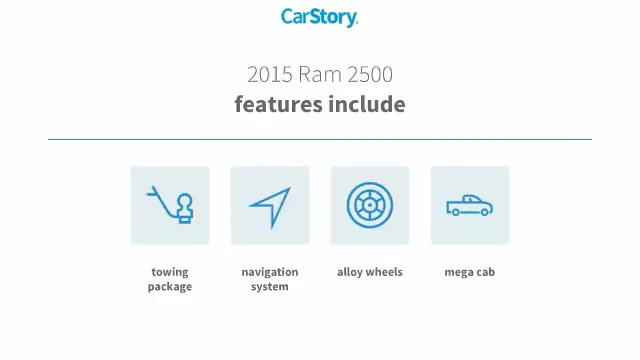 CarStory.
2015 Ram 2500
features include
towing
package
navigation
system
alloy wheels
mega cab